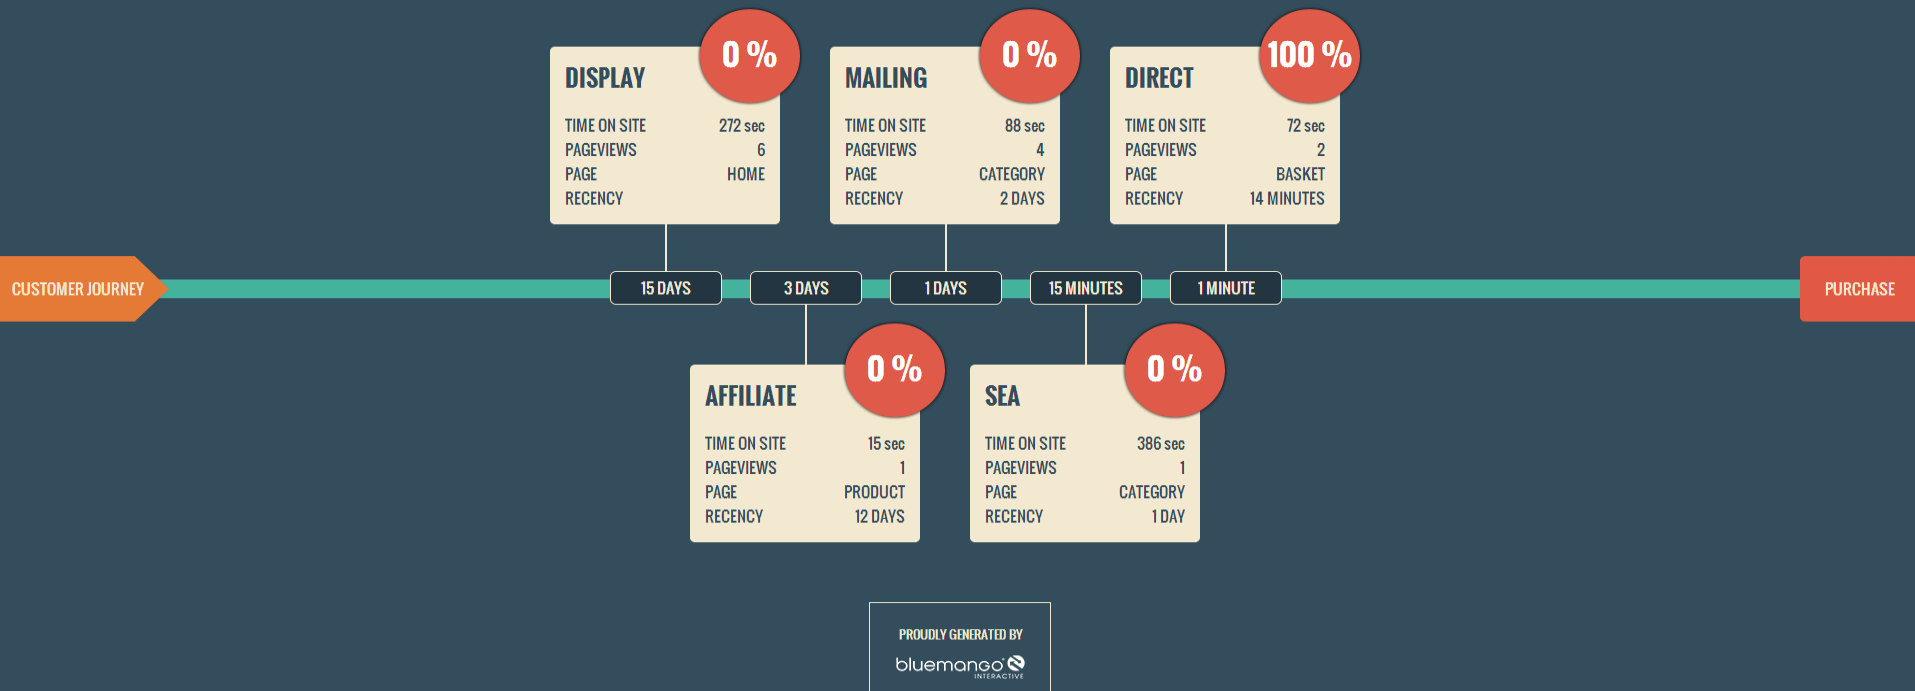 0 %
DISPLAY
TIME ON SITE 272 sec
PAGEVIEWS 6
PAGE HOME
RECENCY
0 %
MAILING
TIME ON SITE 88 sec
PAGEVIEWS 4
PAGE CATEGORY
RECENCY 2 DAYS
100 %
DIRECT
TIME ON SITE 72 sec
PAGEVIEWS 2
PAGE BASKET
RECENCY 14 MINUTES
CUSTOMER JOURNEY
15 DAYS
3 DAYS
1 DAYS
15 MINUTES
1 MINUTE
PURCHASE
0 %
AFFILIATE
TIME ON SITE 15 sec
PAGEVIEWS 1
PAGE PRODUCT
RECENCY 12 DAYS
0 %
SEA
TIME ON SITE 386 sec
PAGEVIEWS 1
PAGE CATEGORY
RECENCY 1 DAY
PROUDLY GENERATED BY
bluemango
INTERACTIVE